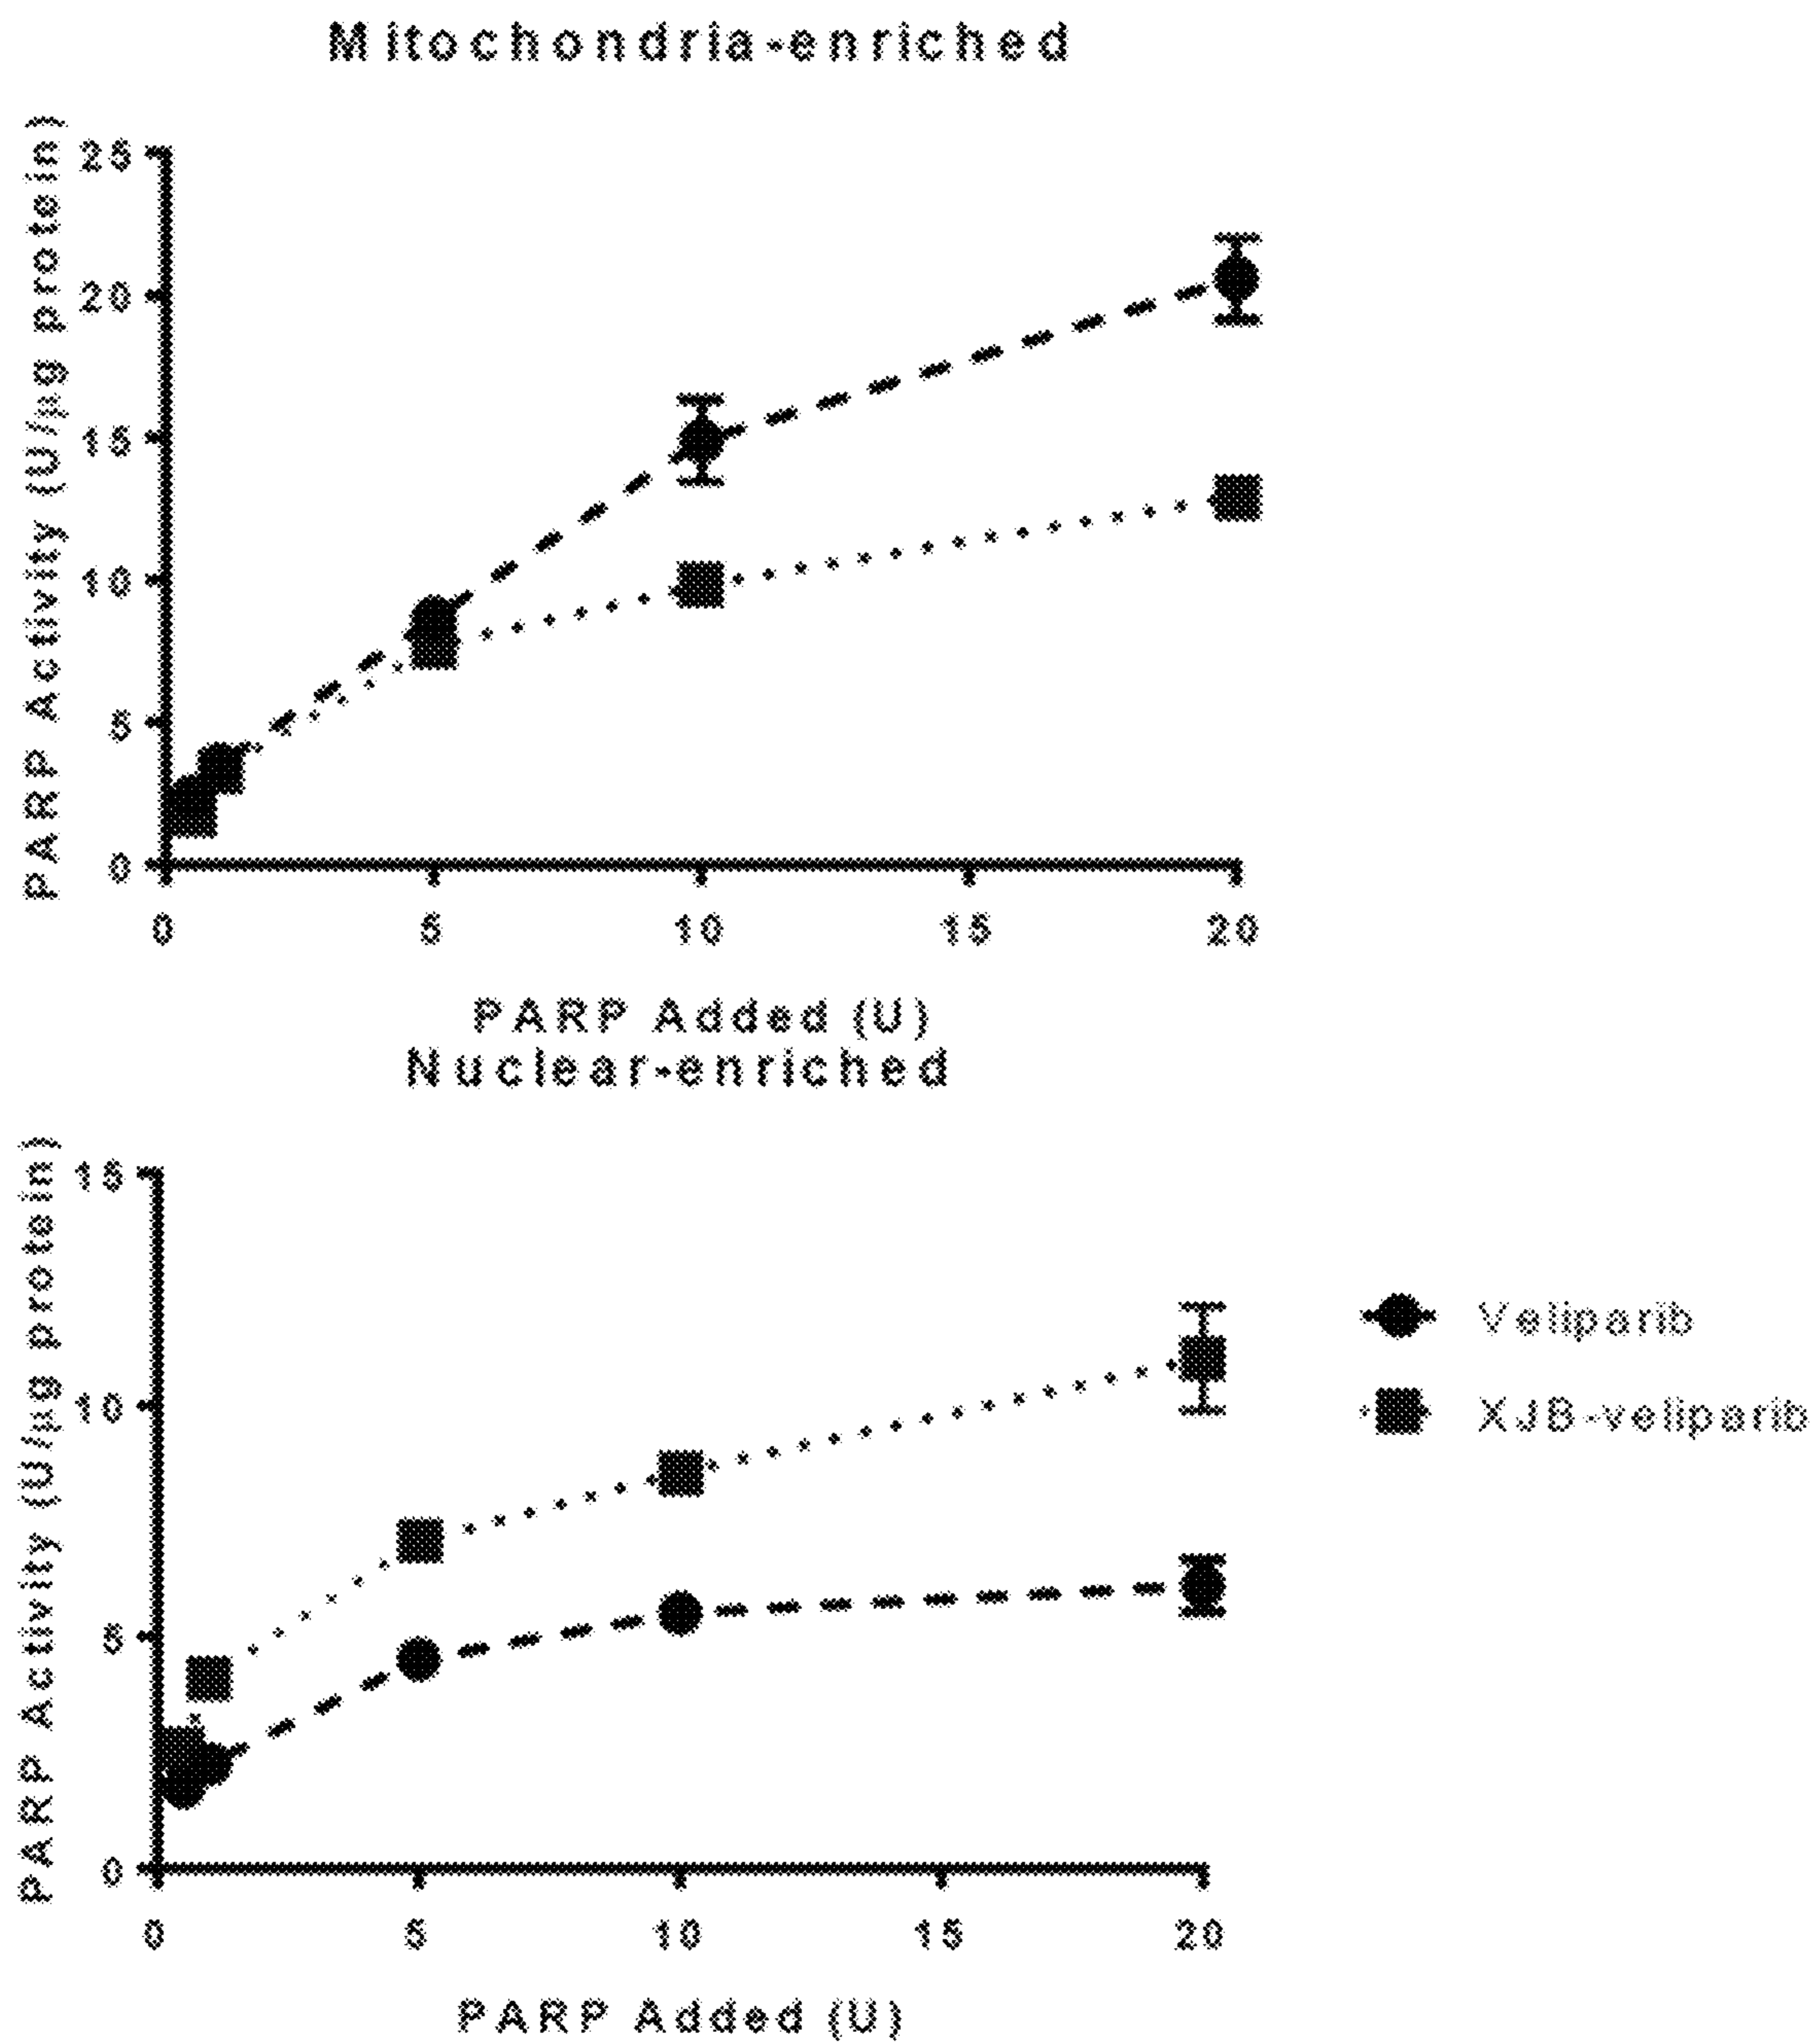 Mitochondria-enriched
PARP Activity (U/µg protein)
25
20
15
10
5
0
0 5 10 15 20
PARP Added (U)
Nuclear-enriched
PARP Activity (U/µg protein)
15
10
5
0
0 5 10 15 20
PARP Added (U)
Veliparib
XJB-veliparib